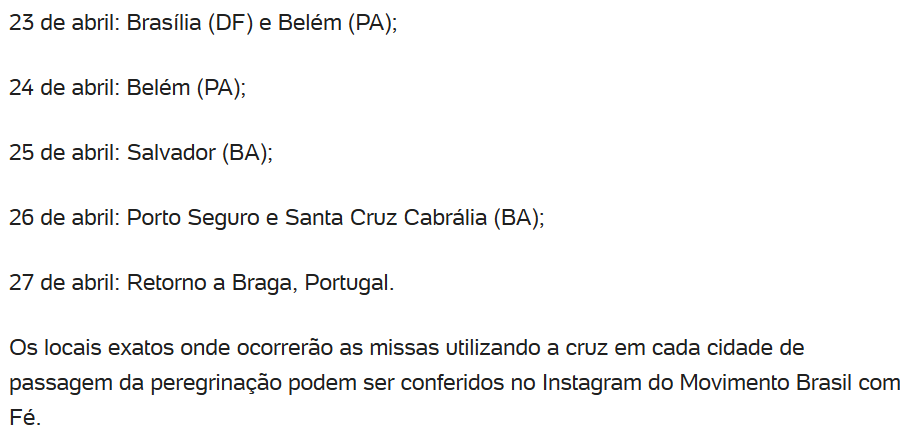 23 de abril: Brasília (DF) e Belém (PA);
24 de abril: Belém (PA);
25 de abril: Salvador (BA);
26 de abril: Porto Seguro e Santa Cruz Cabrália (BA);
27 de abril: Retorno a Braga, Portugal.
Os locais exatos onde ocorrerão as missas utilizando a cruz em cada cidade de
passagem da peregrinação podem ser conferidos no Instagram do Movimento Brasil com
Fé.